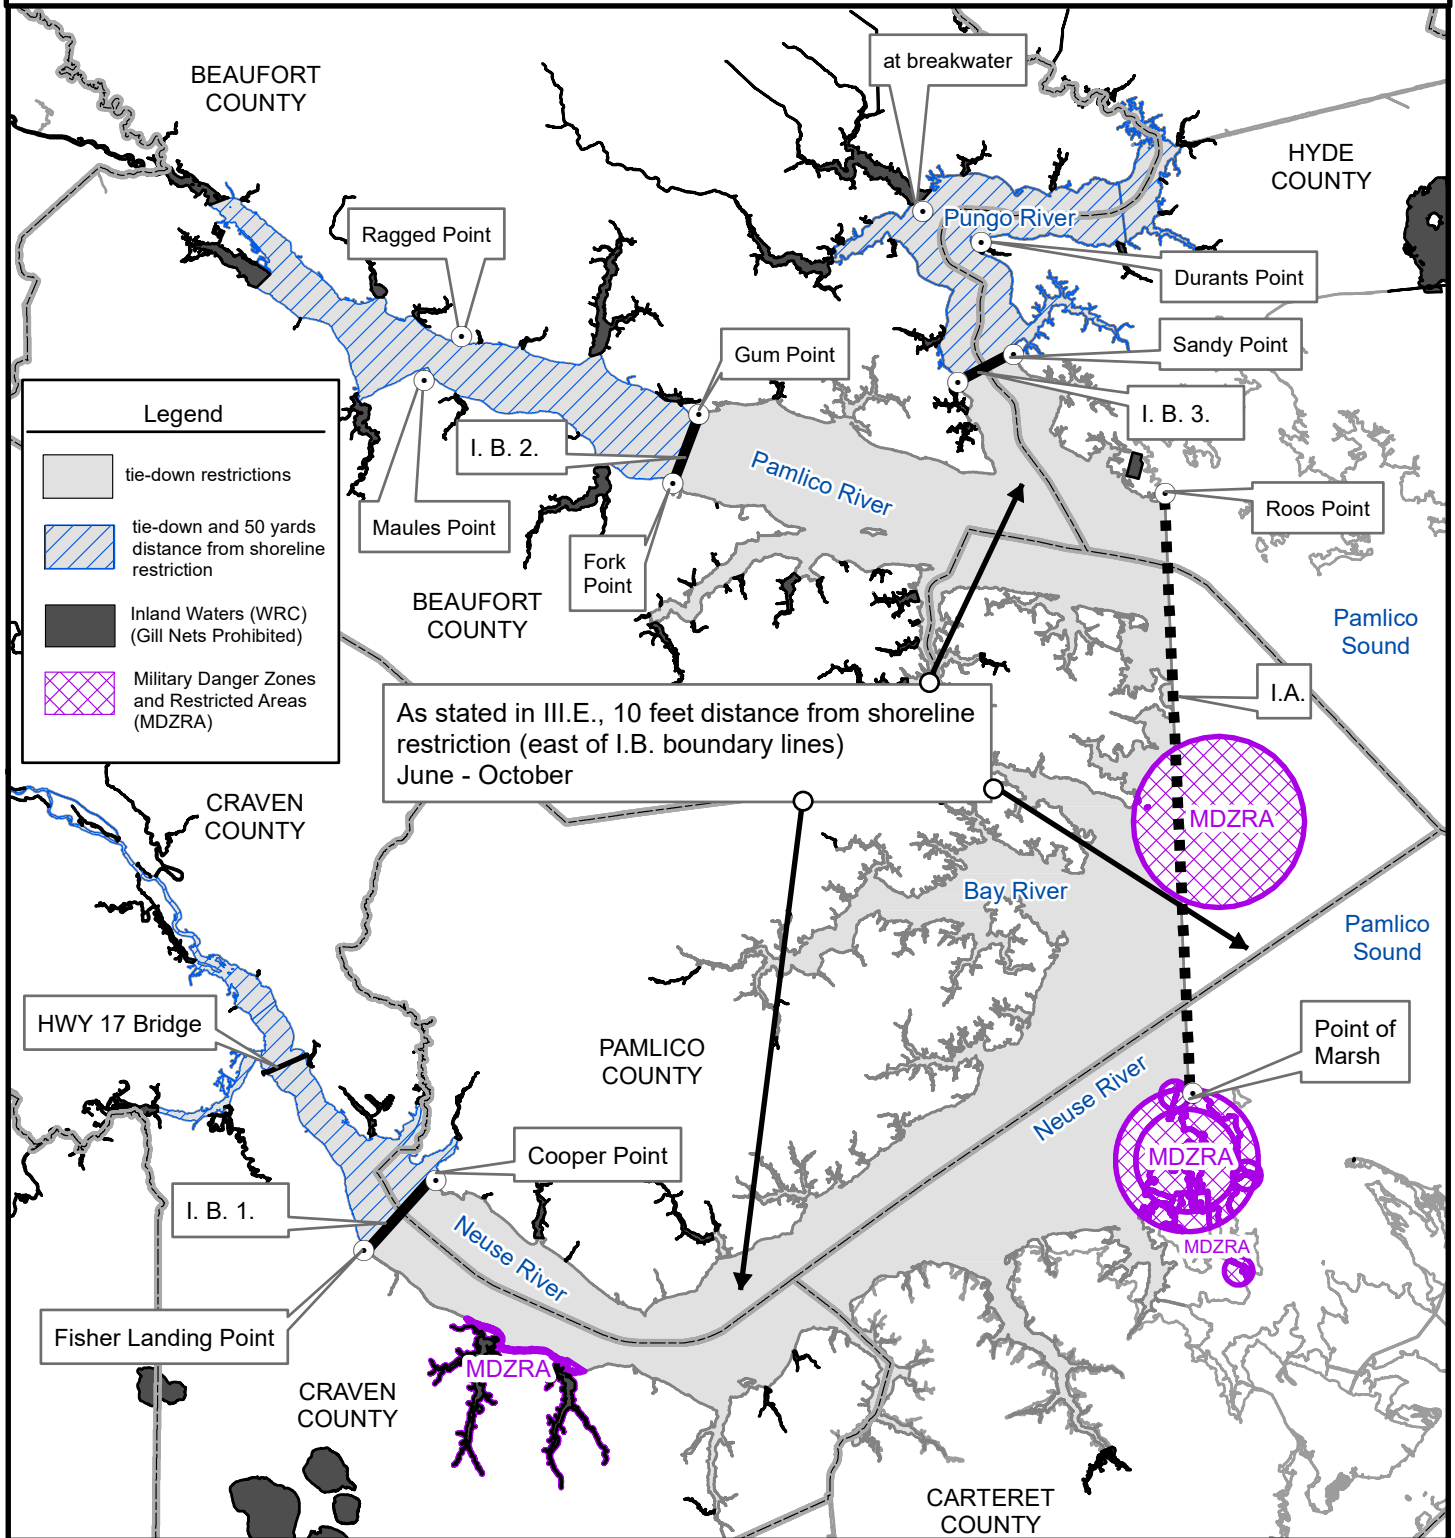 at breakwater
BEAUFORT
COUNTY
HYDE
COUNTY
Ragged Point
Pungo River
Durants Point
Sandy Point
Gum Point
I. B. 3.
Legend
tie-down restrictions
tie-down and 50 yards
distance from shoreline
restriction
Inland Waters (WRC)
(Gill Nets Prohibited)
Military Danger Zones
and Restricted Areas
(MDZRA)
I. B. 2.
Pamlico River
Maules Point
Roos Point
Fork
Point
BEAUFORT
COUNTY
Pamlico
Sound
I.A.
As stated in III.E., 10 feet distance from shoreline
restriction (east of I.B. boundary lines)
June - October
CRAVEN
COUNTY
MDZRA
Bay River
Pamlico
Sound
HWY 17 Bridge
PAMLICO
COUNTY
Point of
Marsh
Neuse River
Cooper Point
MDZRA
I. B. 1.
Neuse River
MDZRA
Fisher Landing Point
MDZRA
CRAVEN
COUNTY
CARTERET
COUNTY